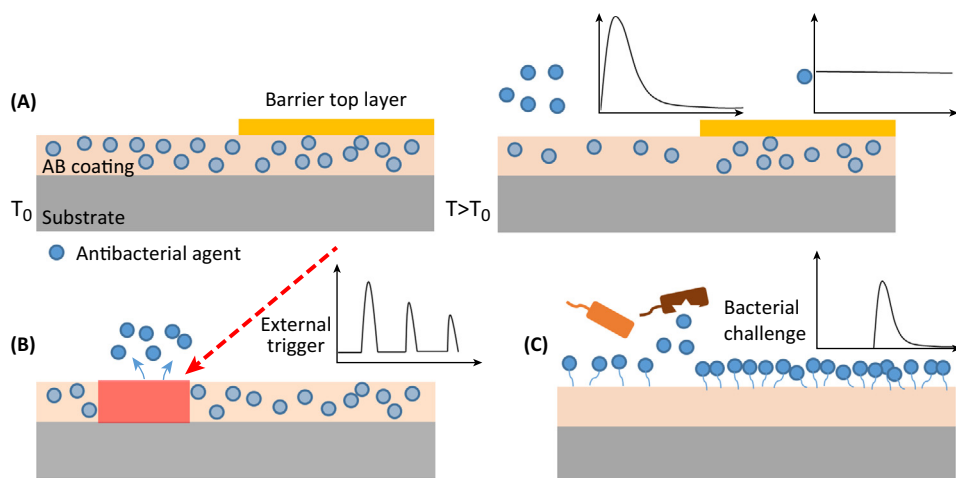 (A)
Barrier top layer
AB coating
T0
Substrate
T>T0
Antibacterial agent
(B)
External
trigger
(C)
Bacterial
challenge